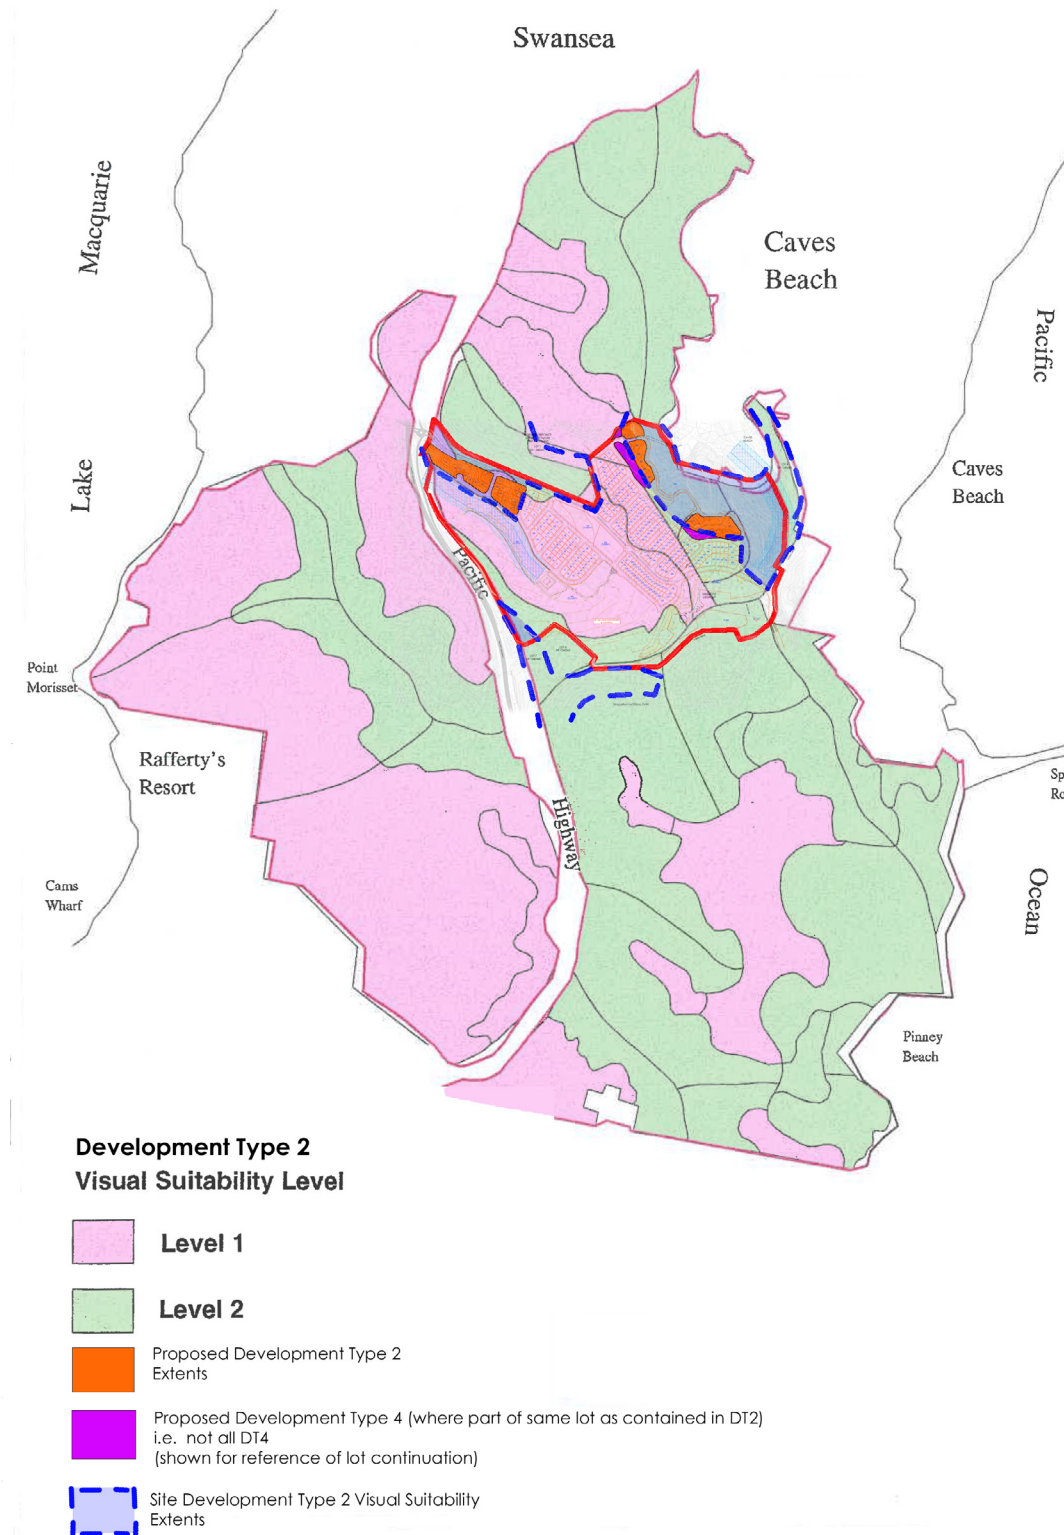 Swansea
Macquarie
Caves
Beach
Pacific
Lake
Caves
Beach
Pacific
Point
Morisset
Rafferty's
Resort
Highway
Cams
Wharf
Ocean
Pinney
Beach
Development Type 2
Visual Suitability Level
Level 1
Level 2
Proposed Development Type 2
Extents
Proposed Development Type 4 (where part of same lot as contained in DT2)
i.e. not all DT4
(shown for reference of lot continuation)
Site Development Type 2 Visual Suitability
Extents